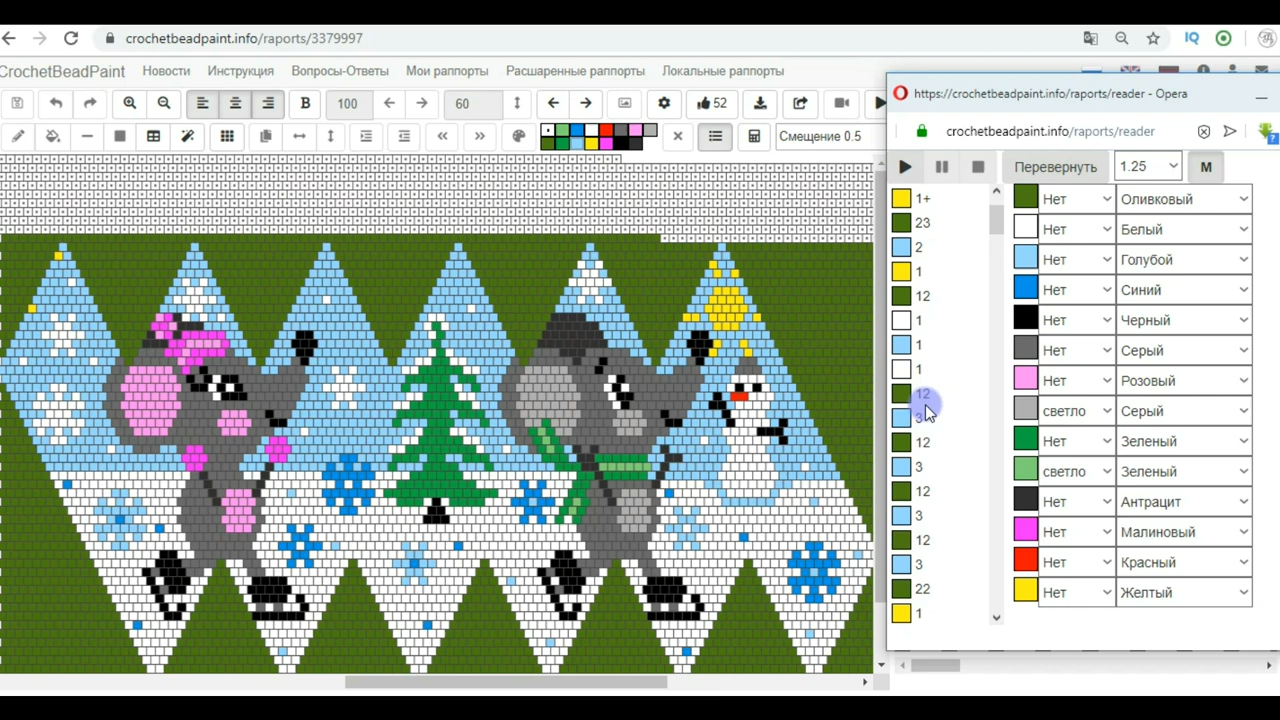 crochetbeadpaint.info/raports/3379997
IQ
CrochetBeadPaint
Новости
Инструкция
Вопросы-Ответы
Мои раппорты
Расшаренные раппорты
Локальные раппорты
B
100
60
52
Смещение 0.5
https://crochetbeadpaint.info/raports/reader - Opera
crochetbeadpaint.info/raports/reader
?
Перевернуть
1.25
М
1+
23
2
1
12
1
1
1
12
3
12
3
12
3
12
3
22
1
Нет Оливковый
Нет Белый
Нет Голубой
Нет Синий
Нет Черный
Нет Серый
Нет Розовый
светло Серый
Нет Зеленый
светло Зеленый
Нет Антрацит
Нет Малиновый
Нет Красный
Нет Желтый